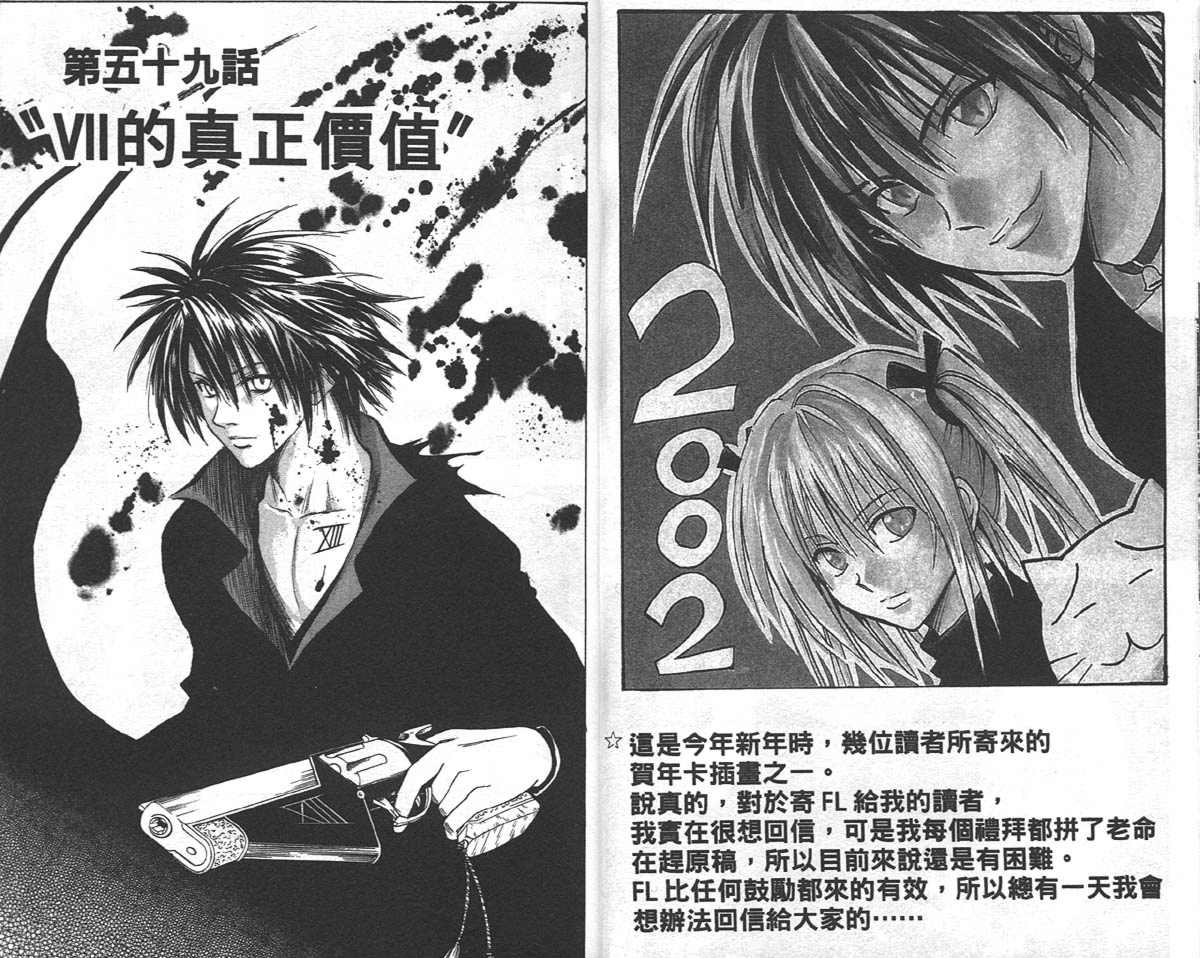 第五十九話
〝Ⅶ的真正價值〞
XIII
XIII
2002
☆這是今年新年時，幾位讀者所寄來的
賀年卡插畫之一。
說真的，對於寄FL給我的讀者，
我實在很想回信，可是我每個禮拜都拼了老命
在趕原稿，所以目前來說還是有困難。
FL比任何鼓勵都來的有效，所以總有一天我會
想辦法回信給大家的……